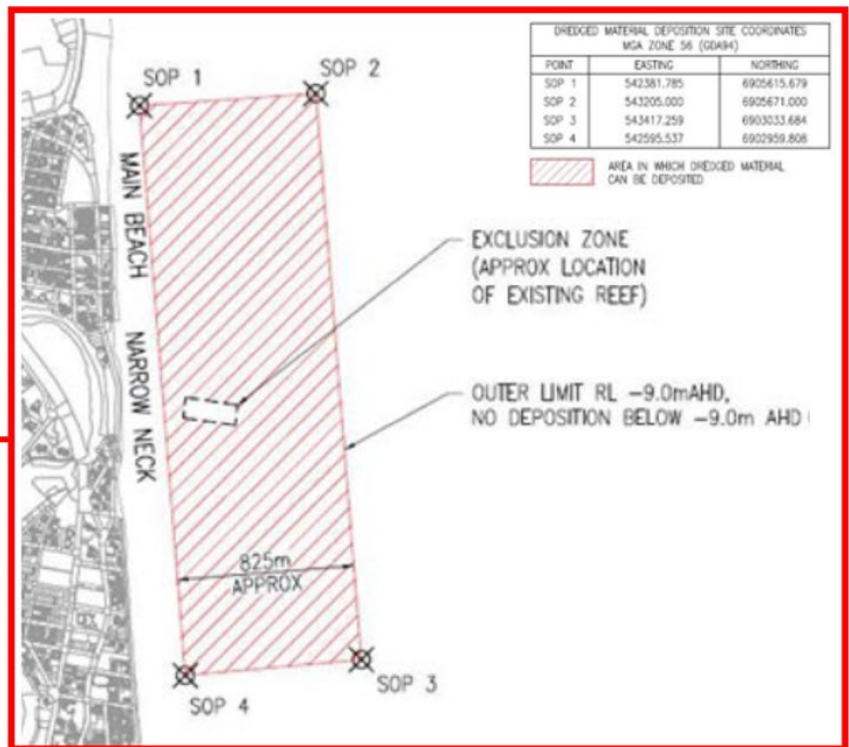 DREDGED MATERIAL DEPOSITION SITE COORDINATES
MGA ZONE 56 (GDA94)
POINT EASTING NORTHING
SOP 1 542381.785 6905615.679
SOP 2 543205.000 6905671.000
SOP 3 543417.259 6903033.684
SOP 4 542595.537 6902959.808
AREA IN WHICH DREDGED MATERIAL
CAN BE DEPOSITED
SOP 1
SOP 2
MAIN BEACH
NARROW NECK
EXCLUSION ZONE
(APPROX LOCATION
OF EXISTING REEF)
OUTER LIMIT RL -9.0mAHD,
NO DEPOSITION BELOW -9.0m AHD
825m
APPROX
SOP 3
SOP 4